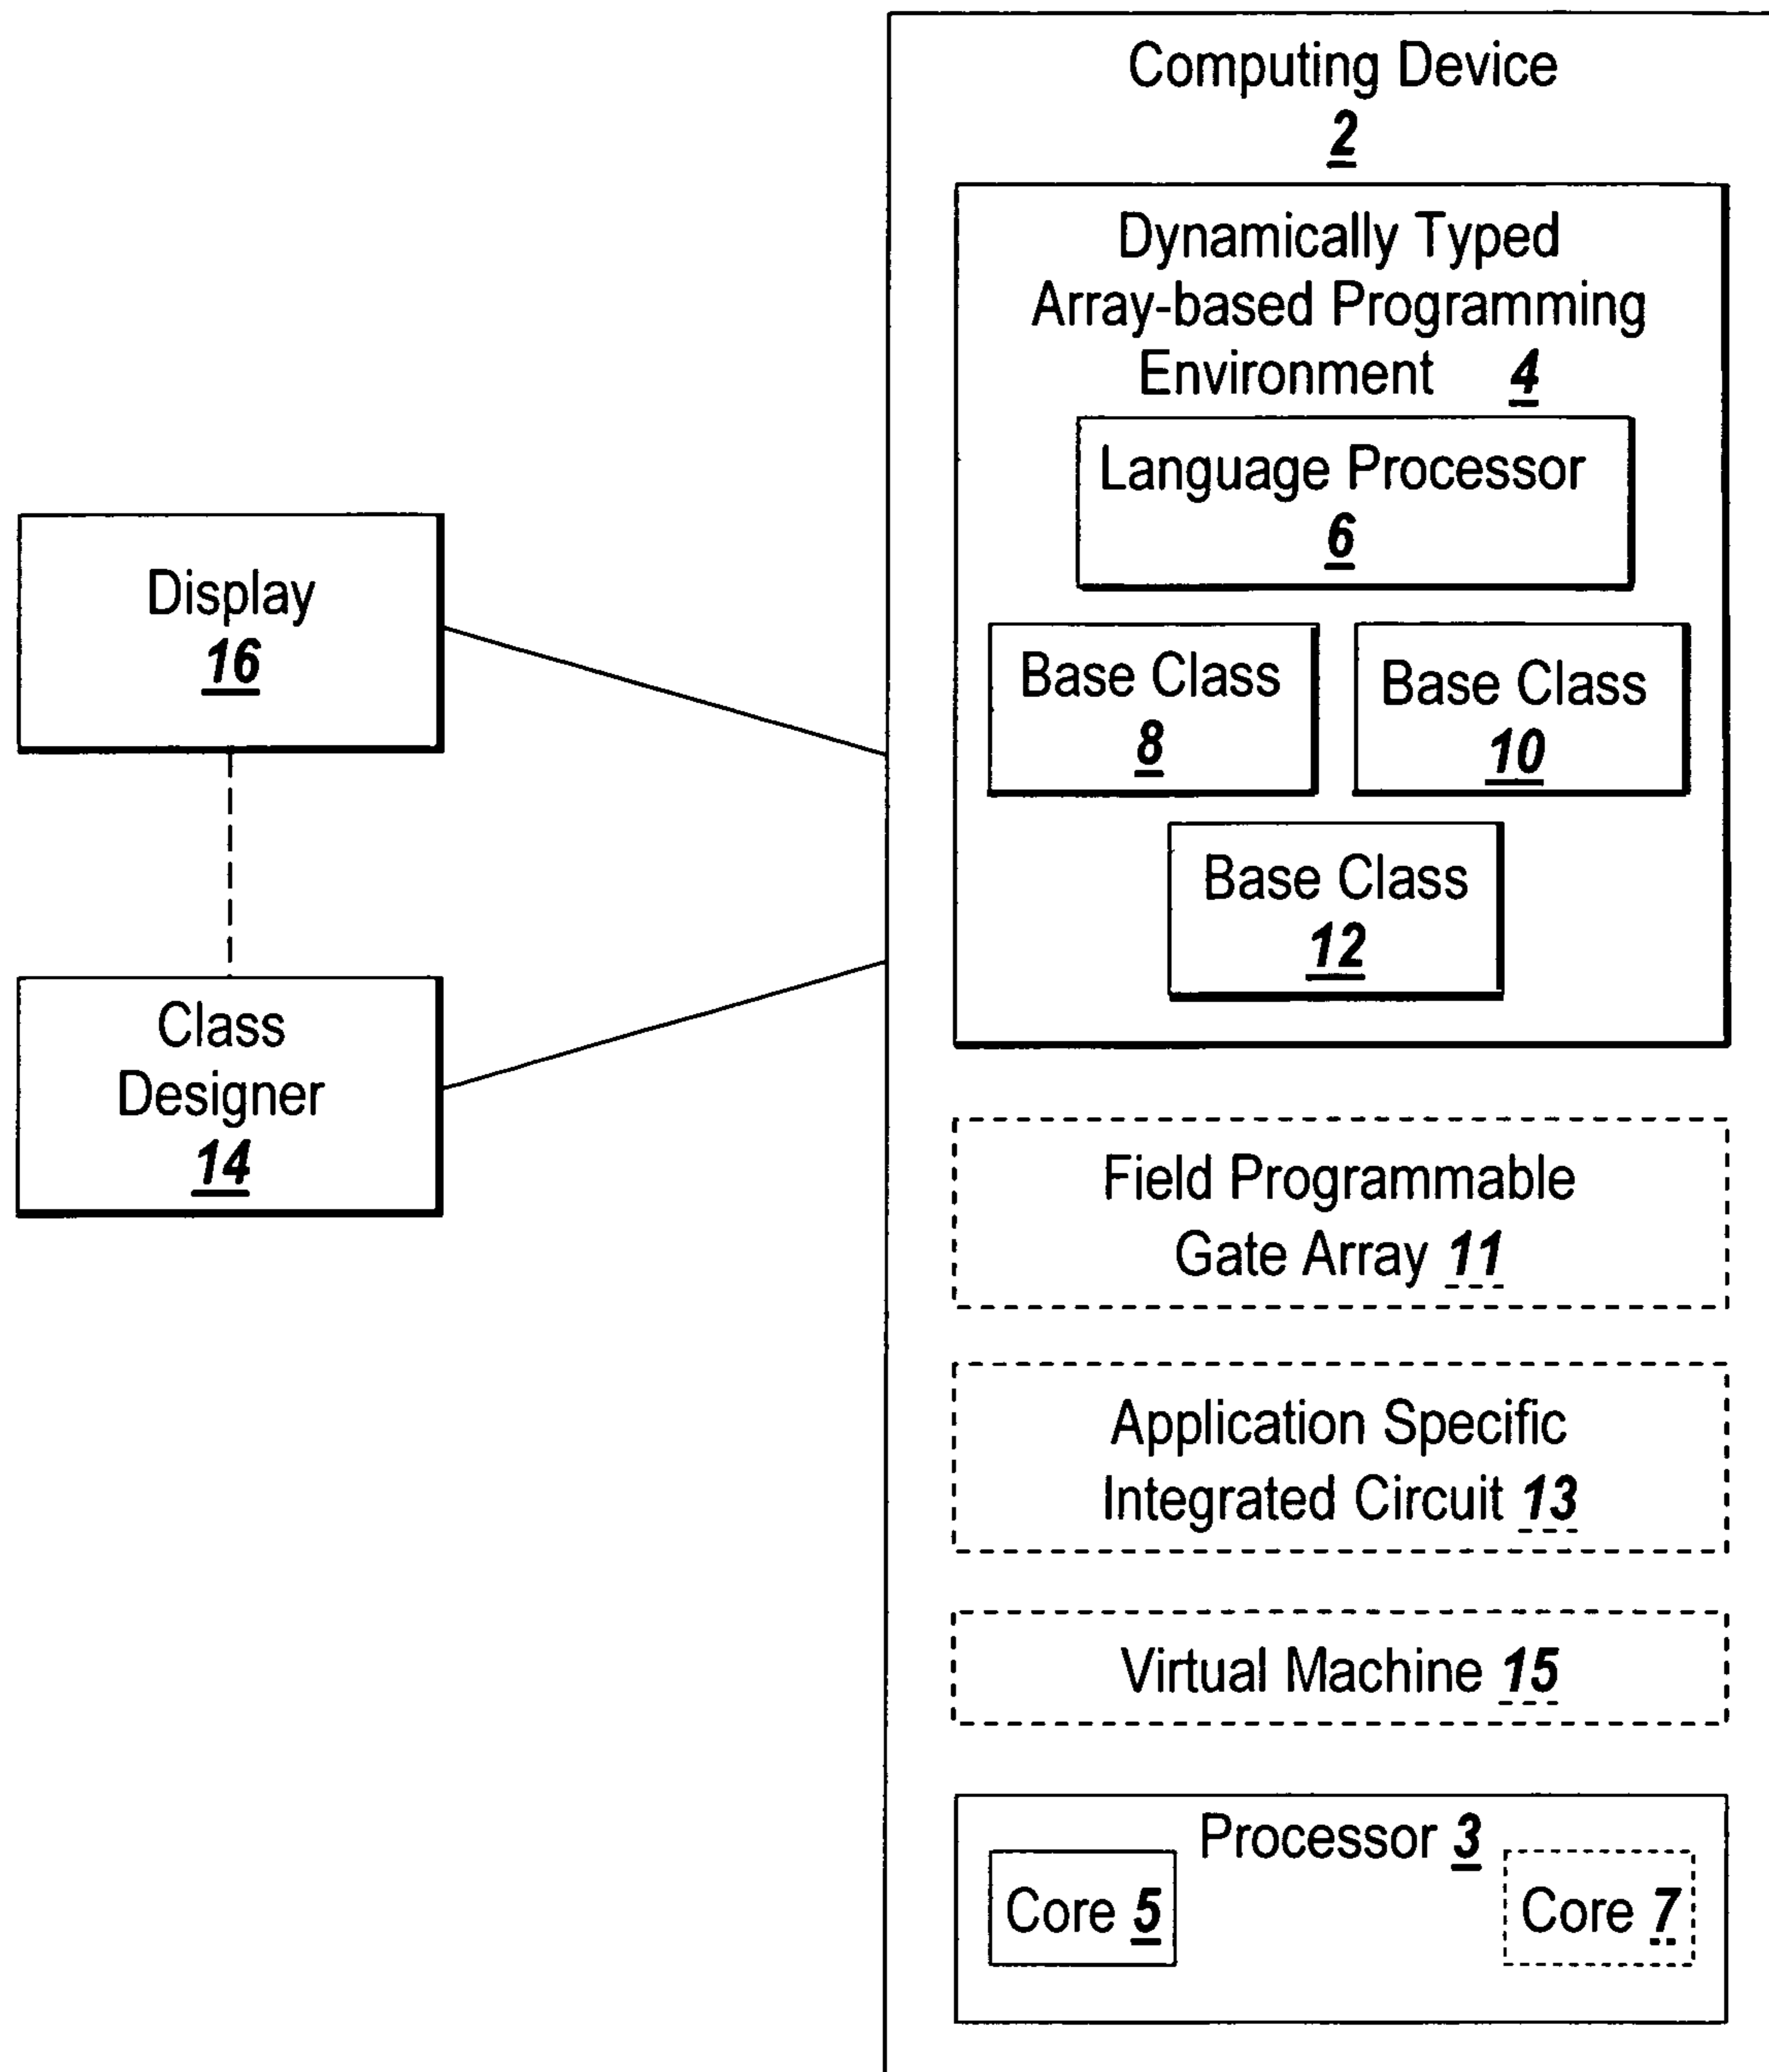 Computing Device
2
Dynamically Typed
Array-based Programming
Environment 4
Language Processor
6
Base Class
8
Base Class
10
Base Class
12
Display
16
Class
Designer
14
Field Programmable
Gate Array 11
Application Specific
Integrated Circuit 13
Virtual Machine 15
Processor 3
Core 5
Core 7